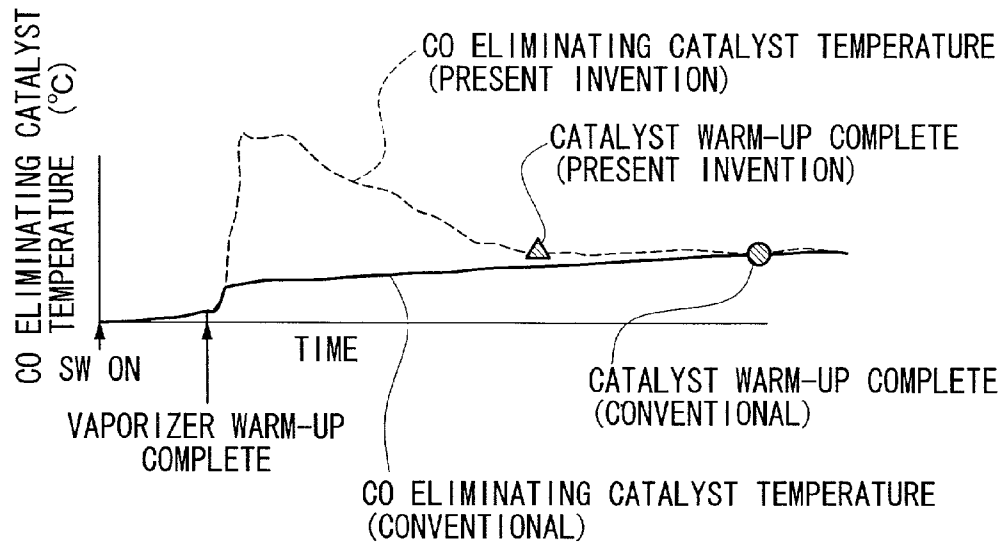 CO ELIMINATING CATALYST
TEMPERATURE (°C)
CO ELIMINATING CATALYST TEMPERATURE
(PRESENT INVENTION)
CATALYST WARM-UP COMPLETE
(PRESENT INVENTION)
SW ON
TIME
VAPORIZER WARM-UP
COMPLETE
CATALYST WARM-UP COMPLETE
(CONVENTIONAL)
CO ELIMINATING CATALYST TEMPERATURE
(CONVENTIONAL)